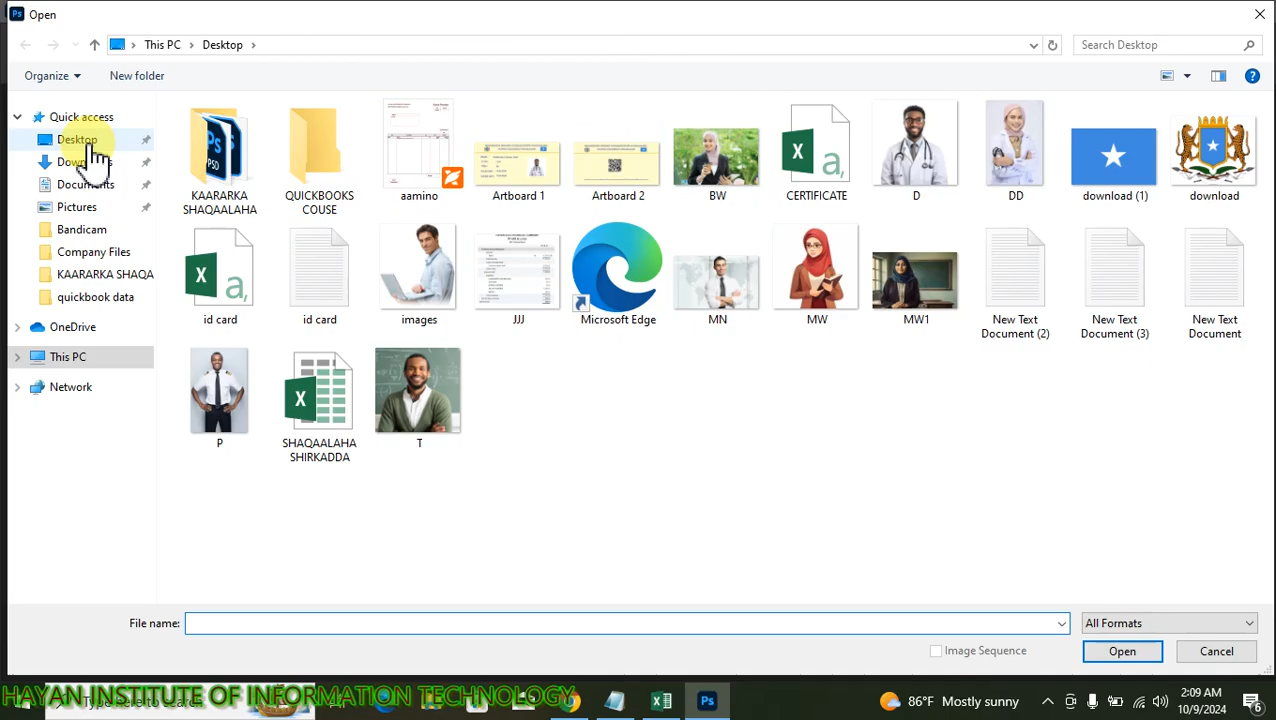 Open
This PC
Desktop
Search Desktop
Organize
New folder
Quick access
Desktop
Documents
Pictures
Bandicam
Company Files
KAARARKA SHAQA
quickbook data
OneDrive
This PC
Network
KAARARKA
SHAQAALAHA
QUICKBOOKS
COUSE
aamino
Artboard 1
Artboard 2
BW
CERTIFICATE
D
DD
download (1)
download
id card
id card
images
JJJ
Microsoft Edge
MN
MW
MW1
New Text
Document (2)
New Text
Document (3)
New Text
Document
P
SHAQAALAHA
SHIRKADDA
T
File name:
All Formats
Image Sequence
Open
Cancel
HAYAN INSTITUTE OF INFORMATION TECHNOLOGY
86°F Mostly sunny
2:09 AM
10/9/2024
6